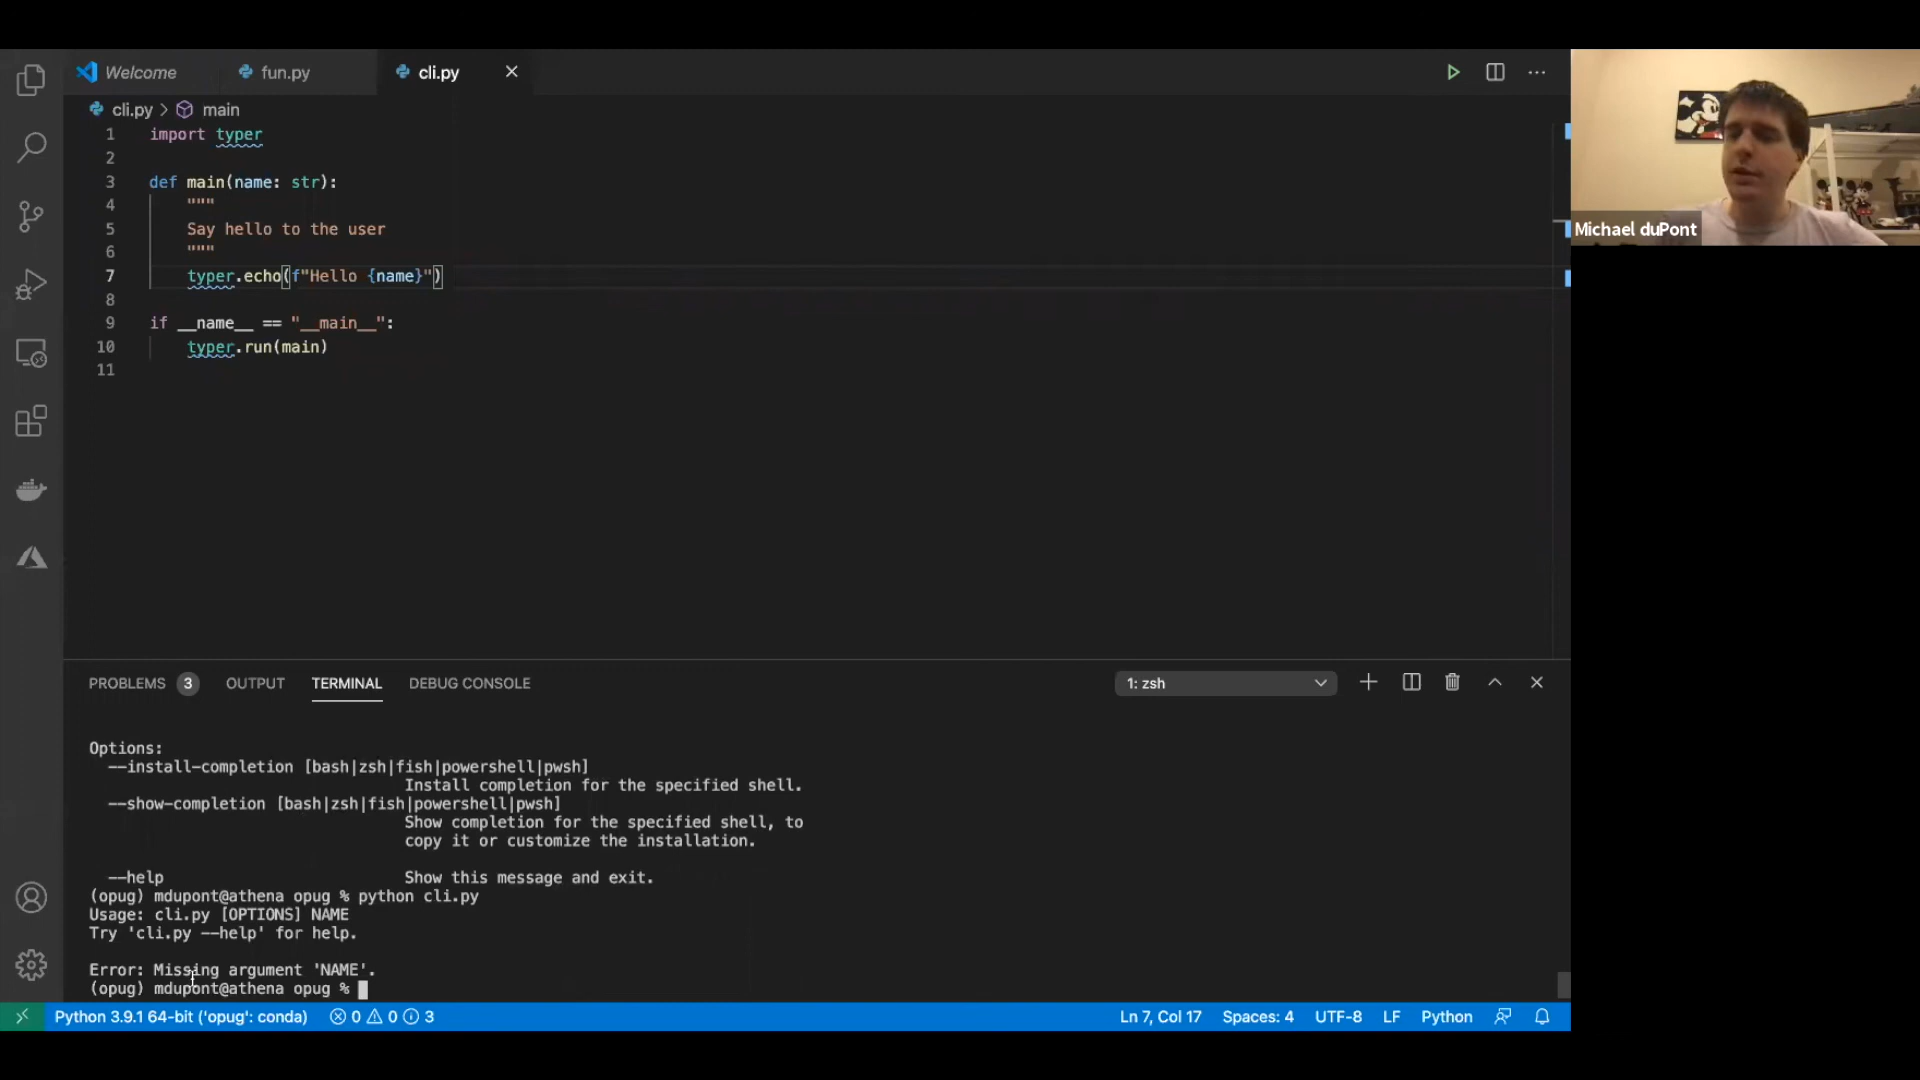 Welcome
fun.py
cli.py
cli.py > main
1 import typer
2
3 def main(name: str):
4 """
5 Say hello to the user
6 """
7 typer.echo(f"Hello {name}")
8
9 if __name__ == "__main__":
10 typer.run(main)
11
Michael duPont
PROBLEMS 3 OUTPUT TERMINAL DEBUG CONSOLE 1: zsh
Options:
--install-completion [bash|zsh|fish|powershell|pwsh]
Install completion for the specified shell.
--show-completion [bash|zsh|fish|powershell|pwsh]
Show completion for the specified shell, to
copy it or customize the installation.
--help Show this message and exit.
(opug) mdupont@athena opug % python cli.py
Usage: cli.py [OPTIONS] NAME
Try 'cli.py --help' for help.
Error: Missing argument 'NAME'.
(opug) mdupont@athena opug %
Python 3.9.1 64-bit ('opug': conda) 0 0 3 Ln 7, Col 17 Spaces: 4 UTF-8 LF Python